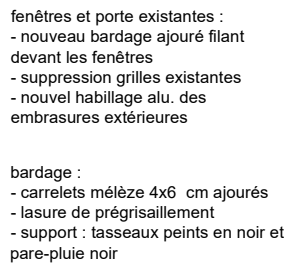 fenêtres et porte existantes :
- nouveau bardage ajouré filant
devant les fenêtres
- suppression grilles existantes
- nouvel habillage alu. des
embrasures extérieures
bardage :
- carrelets mélèze 4x6  cm ajourés
- lasure de prégrisaillement
- support : tasseaux peints en noir et
pare-pluie noir